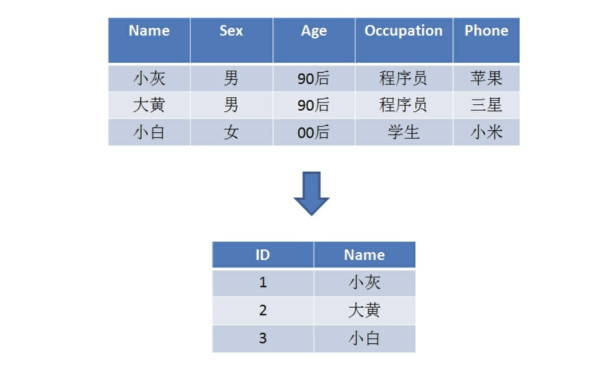 Name Sex Age Occupation Phone
小灰 男 90后 程序员 苹果
大黄 男 90后 程序员 三星
小白 女 00后 学生 小米
ID Name
1 小灰
2 大黄
3 小白